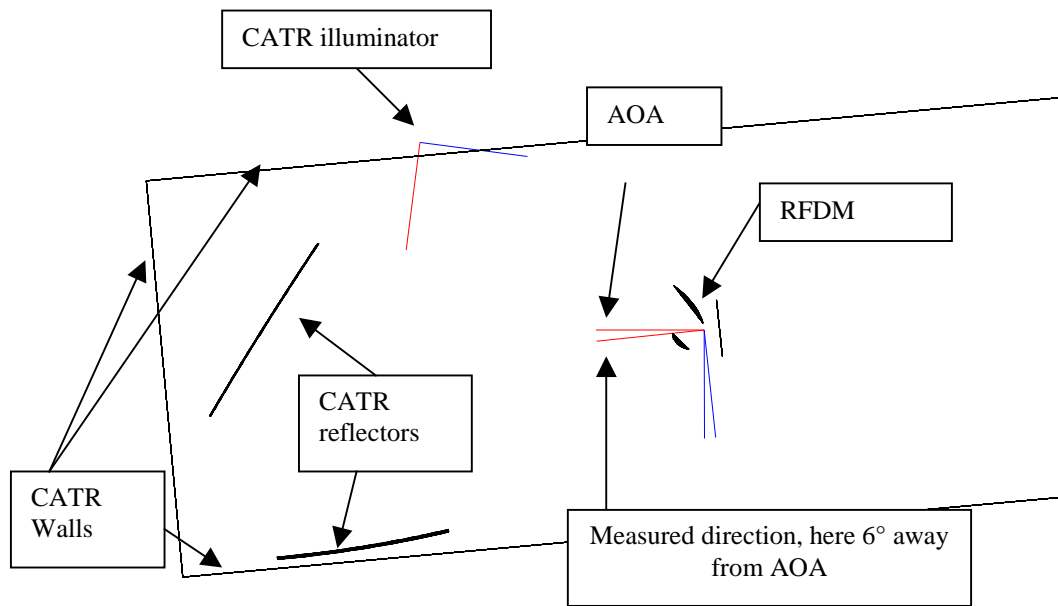 CATR illuminator
AOA
RFDM
CATR
reflectors
CATR
Walls
Measured direction, here 6° away
from AOA